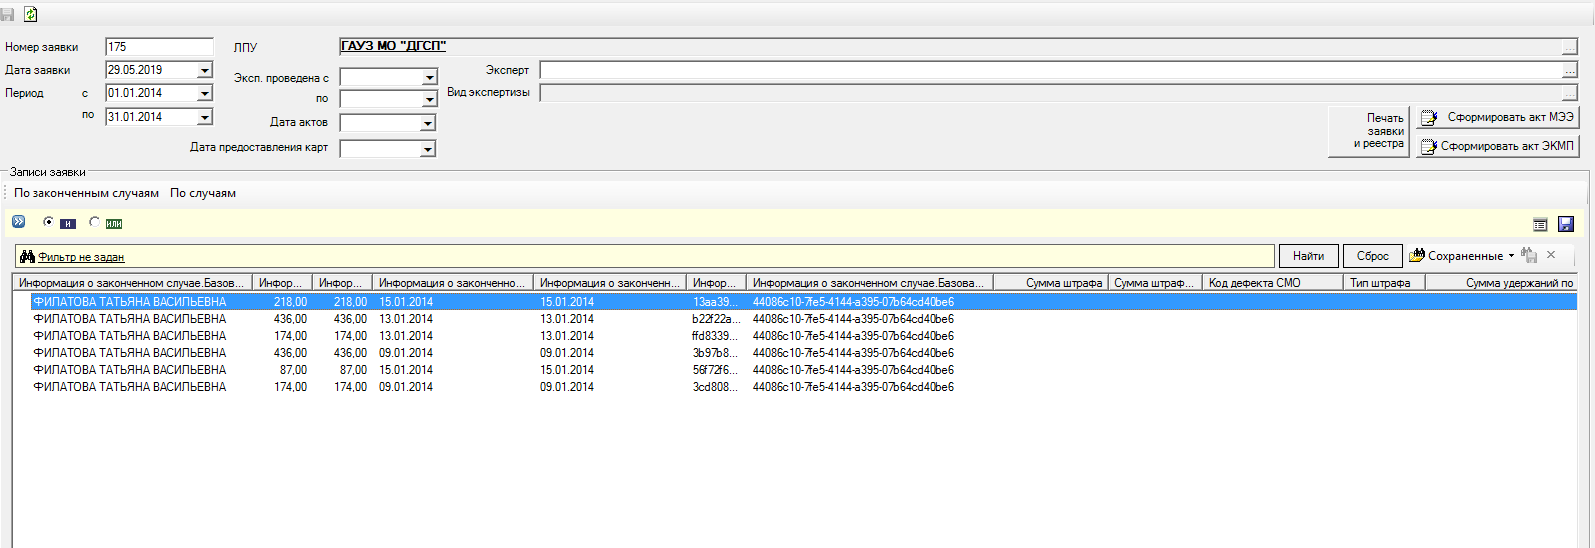 Номер заявки 175 ЛПУ ГАУЗ МО "ДГСП" ...
Дата заявки 29.05.2019 Эксп. проведена с Эксперт ...
Период с 01.01.2014 по Вид экспертизы ...
по 31.01.2014 Дата актов
Дата предоставления карт
Печать заявки и реестра
Сформировать акт МЭЭ
Сформировать акт ЭКМП
Записи заявки
По законченным случаям По случаям
и или
Фильтр не задан Найти Сброс Сохраненные
Информация о законченном случае.Базов... Инфор... Инфор... Информация о законченно... Информация о законченн... Инфор... Информация о законченном случае.Базова... Сумма штрафа Сумма штраф... Код дефекта СМО Тип штрафа Сумма удержаний по
ФИЛАТОВА ТАТЬЯНА ВАСИЛЬЕВНА 218,00 218,00 15.01.2014 15.01.2014 13aa39... 44086c10-7fe5-4144-a395-07b64cd40be6
ФИЛАТОВА ТАТЬЯНА ВАСИЛЬЕВНА 436,00 436,00 13.01.2014 13.01.2014 b22f22a... 44086c10-7fe5-4144-a395-07b64cd40be6
ФИЛАТОВА ТАТЬЯНА ВАСИЛЬЕВНА 174,00 174,00 13.01.2014 13.01.2014 ffd8339... 44086c10-7fe5-4144-a395-07b64cd40be6
ФИЛАТОВА ТАТЬЯНА ВАСИЛЬЕВНА 436,00 436,00 09.01.2014 09.01.2014 3b97b8... 44086c10-7fe5-4144-a395-07b64cd40be6
ФИЛАТОВА ТАТЬЯНА ВАСИЛЬЕВНА 87,00 87,00 15.01.2014 15.01.2014 56f72f6... 44086c10-7fe5-4144-a395-07b64cd40be6
ФИЛАТОВА ТАТЬЯНА ВАСИЛЬЕВНА 174,00 174,00 09.01.2014 09.01.2014 3cd808... 44086c10-7fe5-4144-a395-07b64cd40be6